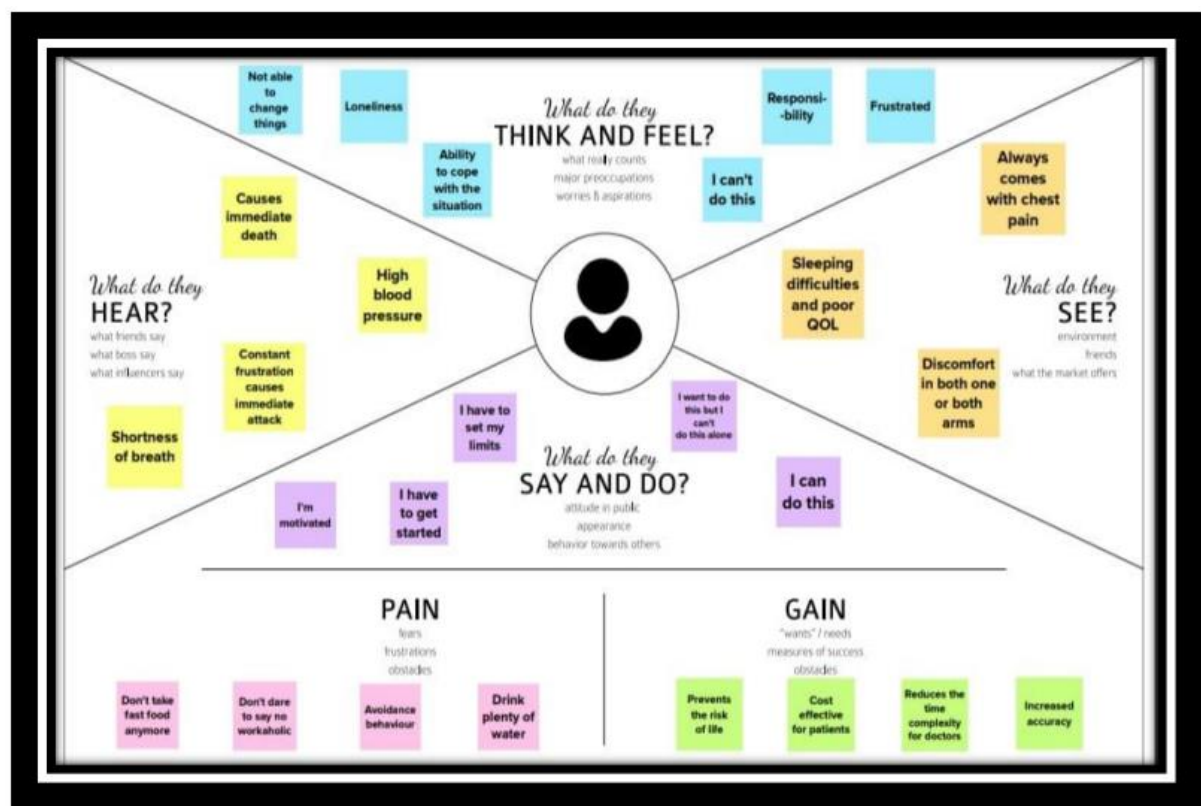 Not able
to
change
things
Loneliness
Ability
to cope
with the
situation
What do they
THINK AND FEEL?
what really counts
major preoccupations
worries & aspirations
Responsi-
-bility
Frustrated
I can't
do this
Causes
immediate
death
High
blood
pressure
What do they
HEAR?
what friends say
what boss say
what influencers say
Constant
frustration
causes
immediate
attack
Shortness
of breath
Always
comes
with chest
pain
Sleeping
difficulties
and poor
QOL
What do they
SEE?
environment
friends
what the market offers
Discomfort
in both one
or both
arms
I have to
set my
limits
I want to do
this but I
can't
do this alone
What do they
SAY AND DO?
attitude in public
appearance
behavior towards others
I'm
motivated
I have
to get
started
I can
do this
PAIN
fears
frustrations
obstacles
Don't take
fast food
anymore
Don't dare
to say no
workaholic
Avoidance
behaviour
Drink
plenty of
water
GAIN
"wants" / needs
measures of success
obstacles
Prevents
the risk
of life
Cost
effective
for patients
Reduces the
time
complexity
for doctors
Increased
accuracy